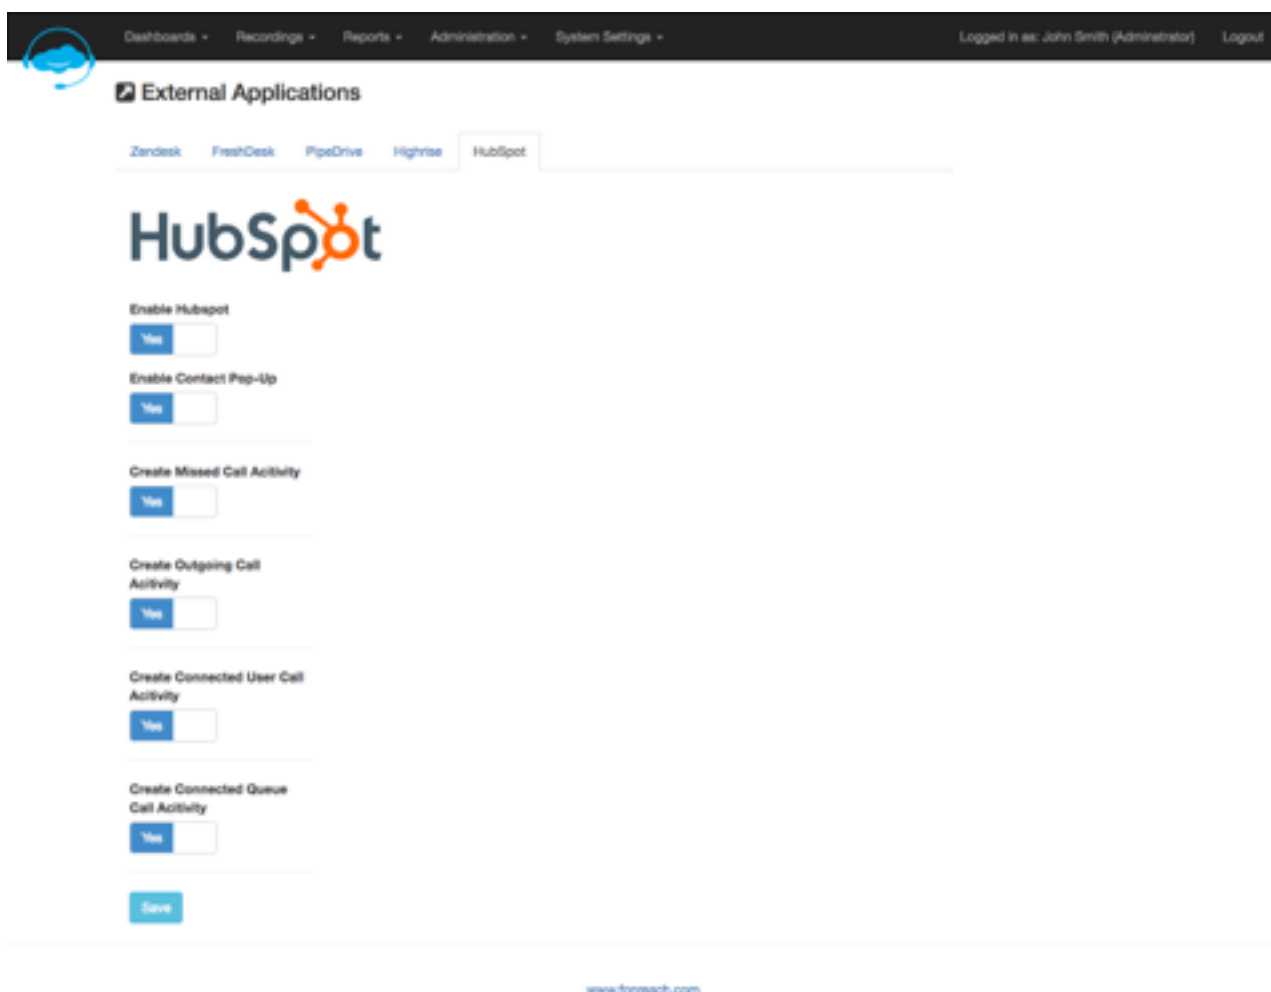 Dashboards
Recordings
Reports
Administration
System Settings
Logged in as: John Smith (Adminstrator)
Logout
External Applications
Zendesk
FreshDesk
PipeDrive
Highrise
HubSpot
HubSpot
Enable Hubspot
Yes
Enable Contact Pop-Up
Yes
Create Missed Call Acitivity
Yes
Create Outgoing Call
Acitivity
Yes
Create Connected User Call
Acitivity
Yes
Create Connected Queue
Call Acitivity
Yes
Save